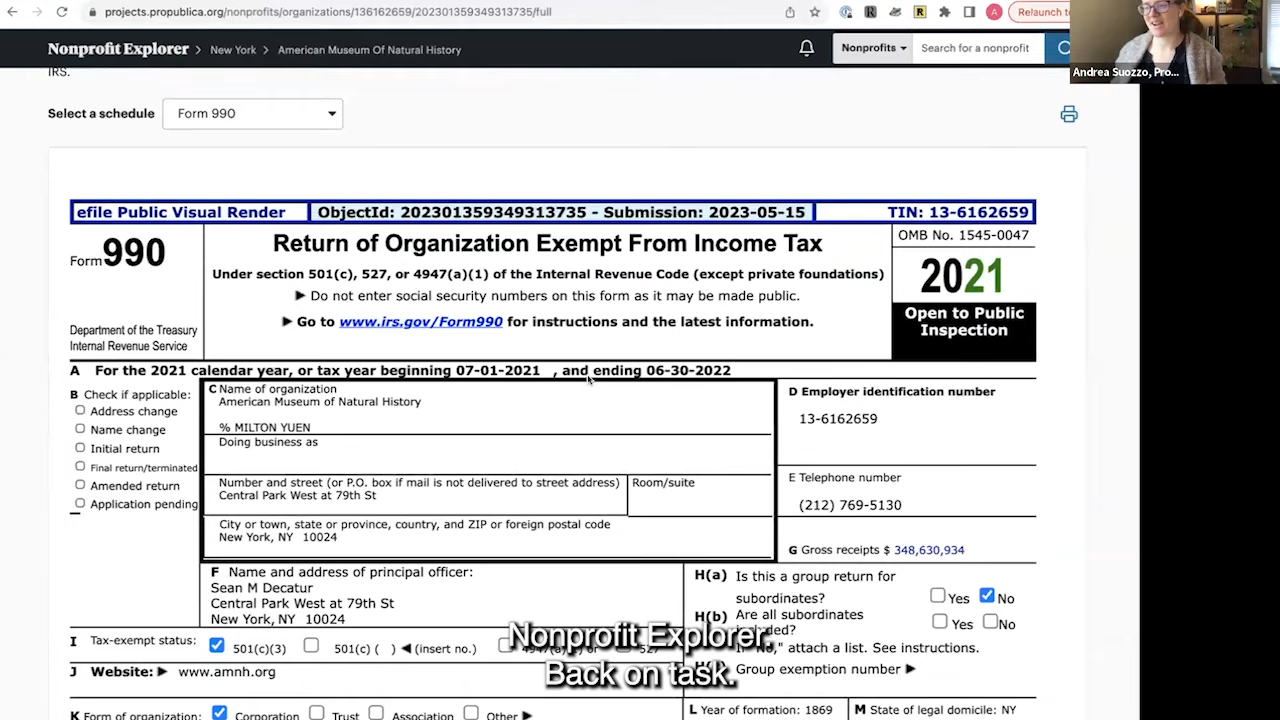 projects.propublica.org/nonprofits/organizations/136162659/202301359349313735/full
A
Relaunch to
Nonprofit Explorer > New York > American Museum Of Natural History
Nonprofits
Search for a nonprofit
Andrea Suozzo, Pro...
IRS.
Select a schedule
Form 990
efile Public Visual Render
ObjectId: 202301359349313735 - Submission: 2023-05-15
TIN: 13-6162659
Form 990
Department of the Treasury
Internal Revenue Service
Return of Organization Exempt From Income Tax
Under section 501(c), 527, or 4947(a)(1) of the Internal Revenue Code (except private foundations)
▶ Do not enter social security numbers on this form as it may be made public.
▶ Go to www.irs.gov/Form990 for instructions and the latest information.
OMB No. 1545-0047
2021
Open to Public
Inspection
A For the 2021 calendar year, or tax year beginning 07-01-2021 , and ending 06-30-2022
B Check if applicable:
Address change
Name change
Initial return
Final return/terminated
Amended return
Application pending
C Name of organization
American Museum of Natural History
% MILTON YUEN
Doing business as
Number and street (or P.O. box if mail is not delivered to street address)
Central Park West at 79th St
Room/suite
City or town, state or province, country, and ZIP or foreign postal code
New York, NY 10024
D Employer identification number
13-6162659
E Telephone number
(212) 769-5130
G Gross receipts $ 348,630,934
F Name and address of principal officer:
Sean M Decatur
Central Park West at 79th St
New York, NY 10024
H(a) Is this a group return for
subordinates?
Yes No
H(b) Are all subordinates
Yes No
If "No," attach a list. See instructions.
Group exemption number ▶
I Tax-exempt status:
501(c)(3)
501(c) ( ) ◀ (insert no.)
or
527
J Website: ▶ www.amnh.org
K Form of organization:
Corporation
Trust
Association
Other ▶
L Year of formation: 1869
M State of legal domicile: NY
Nonprofit Explorer.
Back on task.